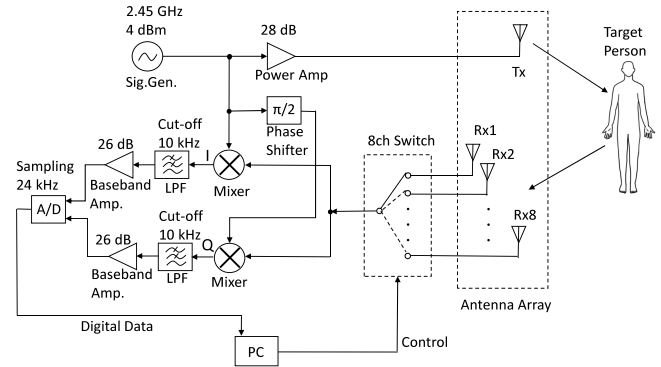 2.45 GHz
4 dBm
Sig.Gen.
28 dB
Power Amp
Tx
Target
Person
π/2
Phase
Shifter
Cut-off
10 kHz
26 dB
I
LPF
Mixer
Baseband
Amp.
Sampling
24 kHz
A/D
8ch Switch
Rx1
Rx2
Rx8
Cut-off
10 kHz
26 dB
Q
LPF
Mixer
Baseband
Amp.
Antenna Array
Digital Data
PC
Control